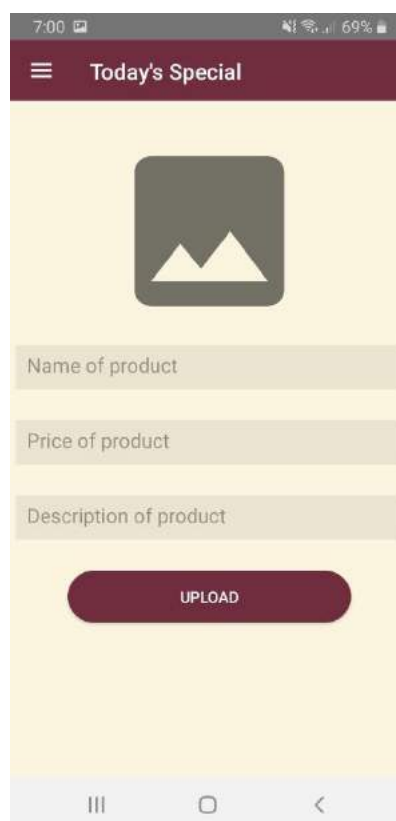 7:00 69%
Today's Special
Name of product
Price of product
Description of product
UPLOAD